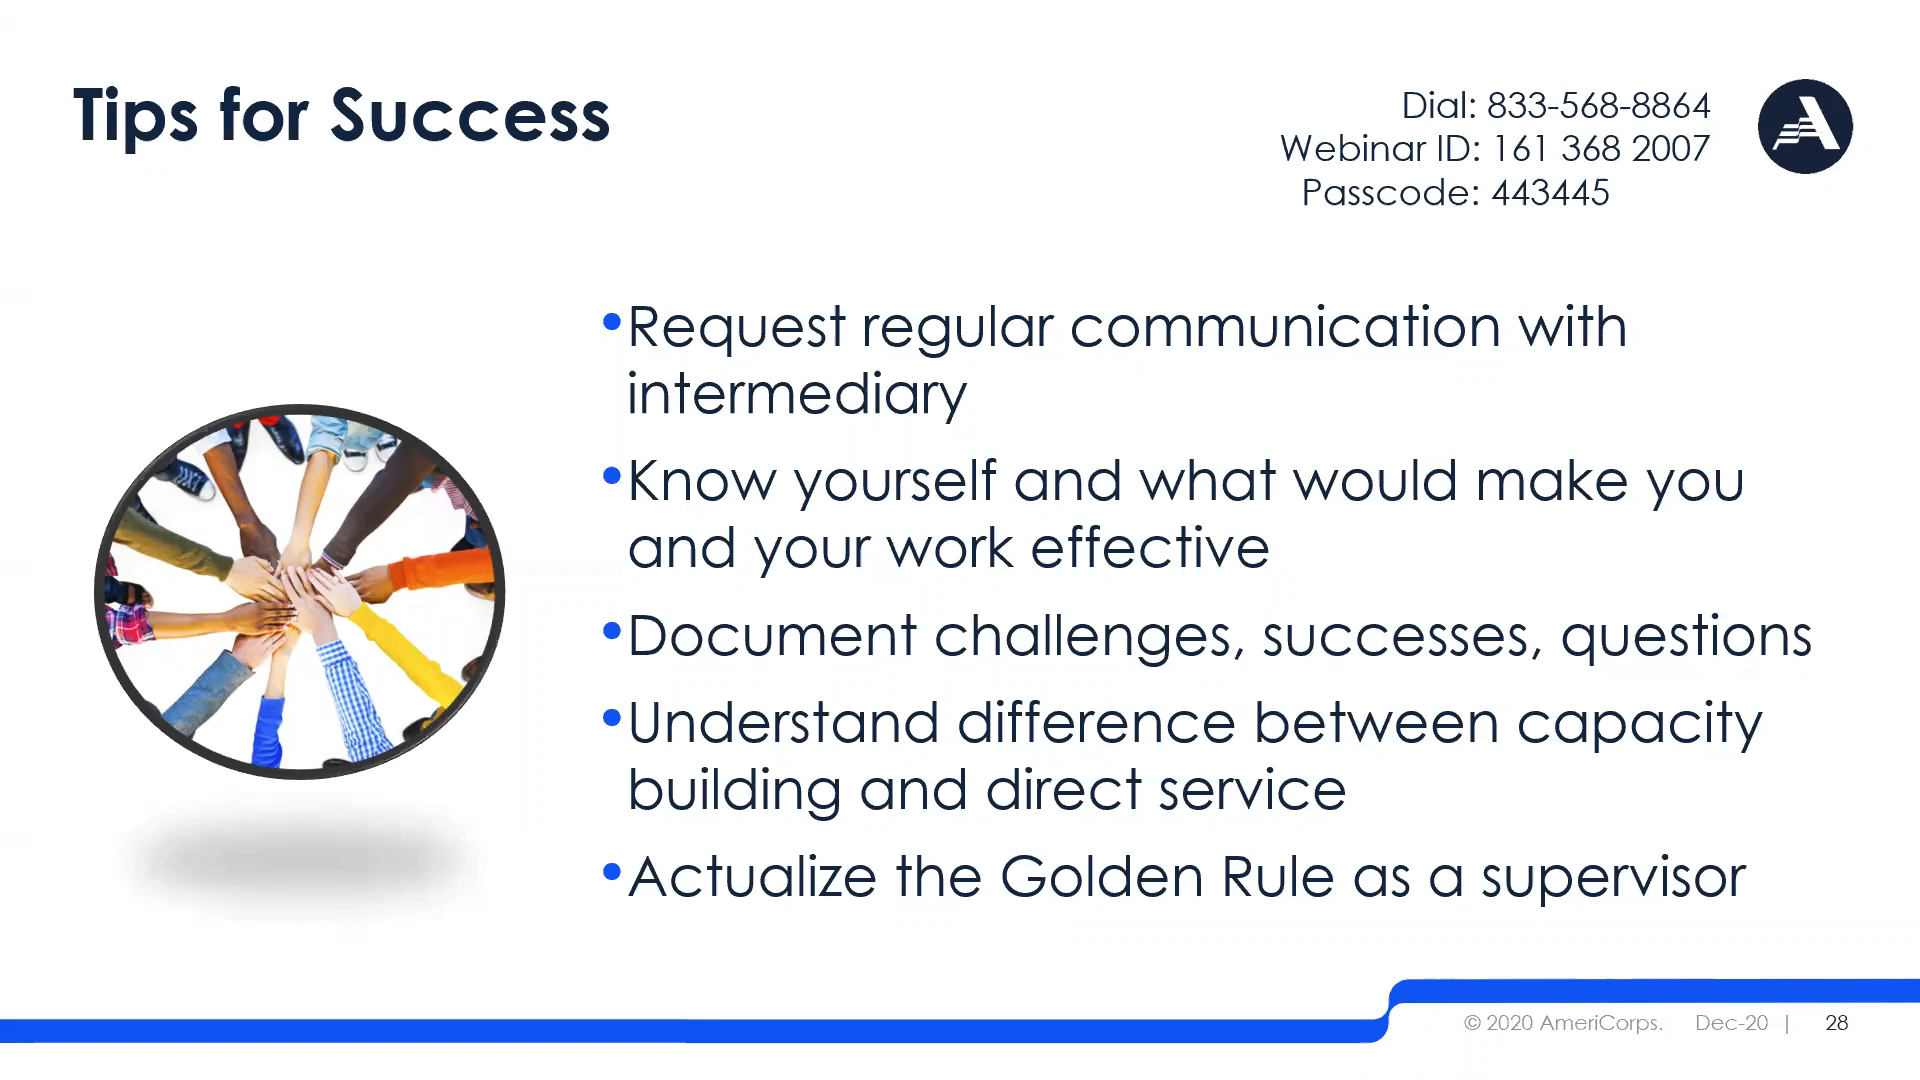 Tips for Success
Dial: 833-568-8864
Webinar ID: 161 368 2007
Passcode: 443445
•Request regular communication with
intermediary
•Know yourself and what would make you
and your work effective
•Document challenges, successes, questions
•Understand difference between capacity
building and direct service
•Actualize the Golden Rule as a supervisor
© 2020 AmeriCorps. Dec-20 | 28